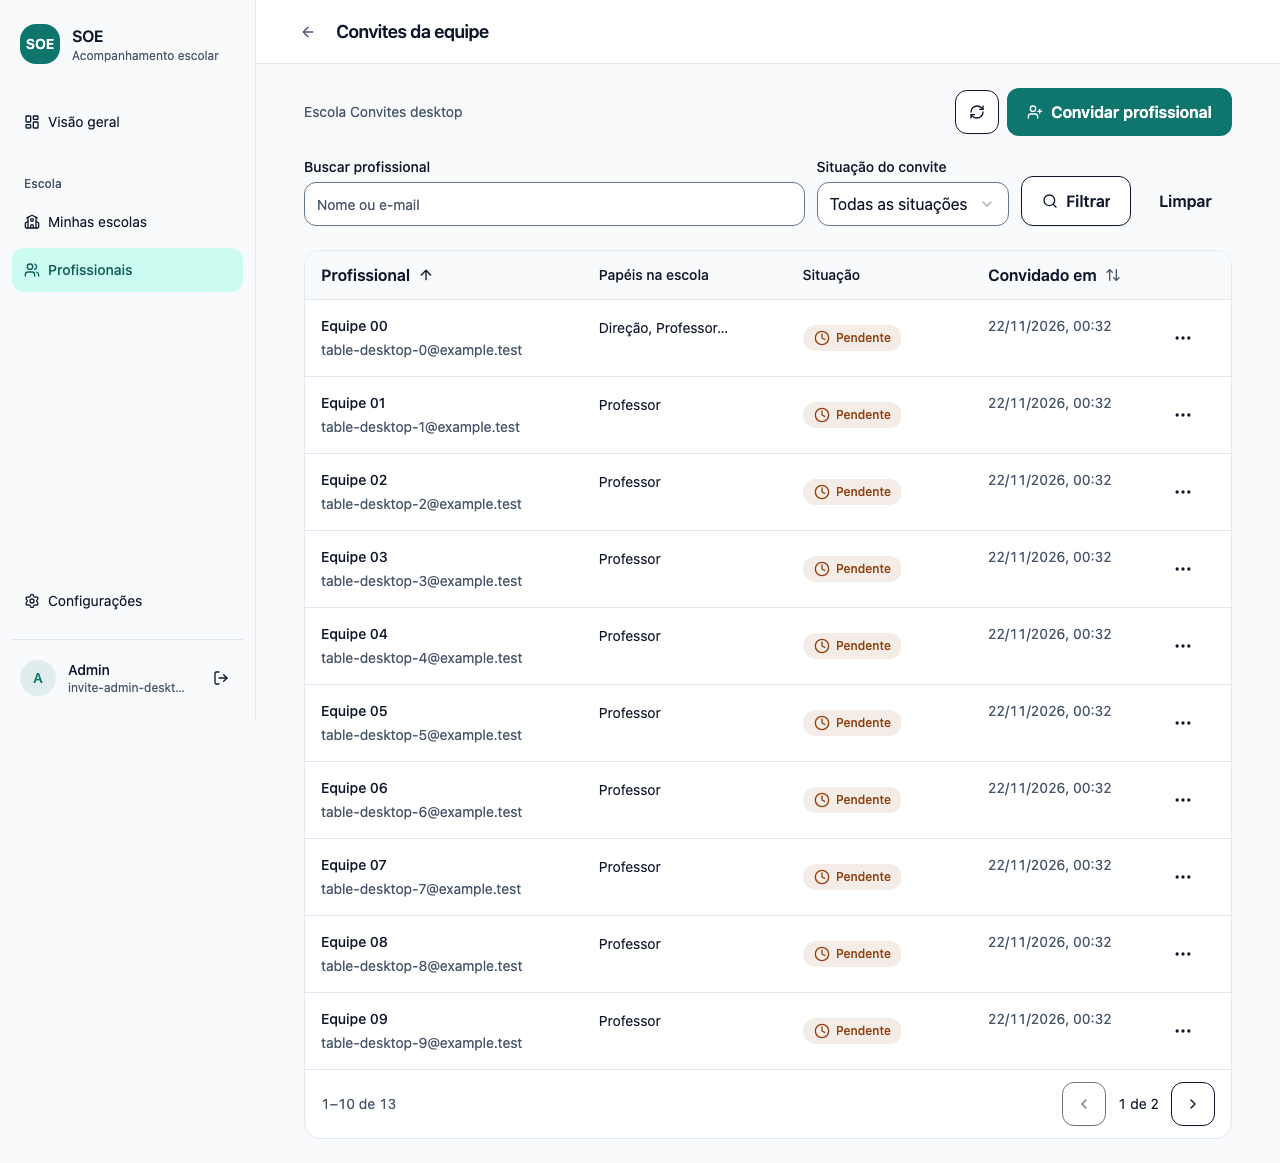 SOE
SOE
Acompanhamento escolar
Visão geral
Escola
Minhas escolas
Profissionais
Configurações
A
Admin
invite-admin-deskt...
Convites da equipe
Escola Convites desktop
Convidar profissional
Buscar profissional
Nome ou e-mail
Situação do convite
Todas as situações
Filtrar
Limpar
Profissional
Papéis na escola
Situação
Convidado em
Equipe 00
table-desktop-0@example.test
Direção, Professor...
Pendente
22/11/2026, 00:32
Equipe 01
table-desktop-1@example.test
Professor
Pendente
22/11/2026, 00:32
Equipe 02
table-desktop-2@example.test
Professor
Pendente
22/11/2026, 00:32
Equipe 03
table-desktop-3@example.test
Professor
Pendente
22/11/2026, 00:32
Equipe 04
table-desktop-4@example.test
Professor
Pendente
22/11/2026, 00:32
Equipe 05
table-desktop-5@example.test
Professor
Pendente
22/11/2026, 00:32
Equipe 06
table-desktop-6@example.test
Professor
Pendente
22/11/2026, 00:32
Equipe 07
table-desktop-7@example.test
Professor
Pendente
22/11/2026, 00:32
Equipe 08
table-desktop-8@example.test
Professor
Pendente
22/11/2026, 00:32
Equipe 09
table-desktop-9@example.test
Professor
Pendente
22/11/2026, 00:32
1–10 de 13
1 de 2